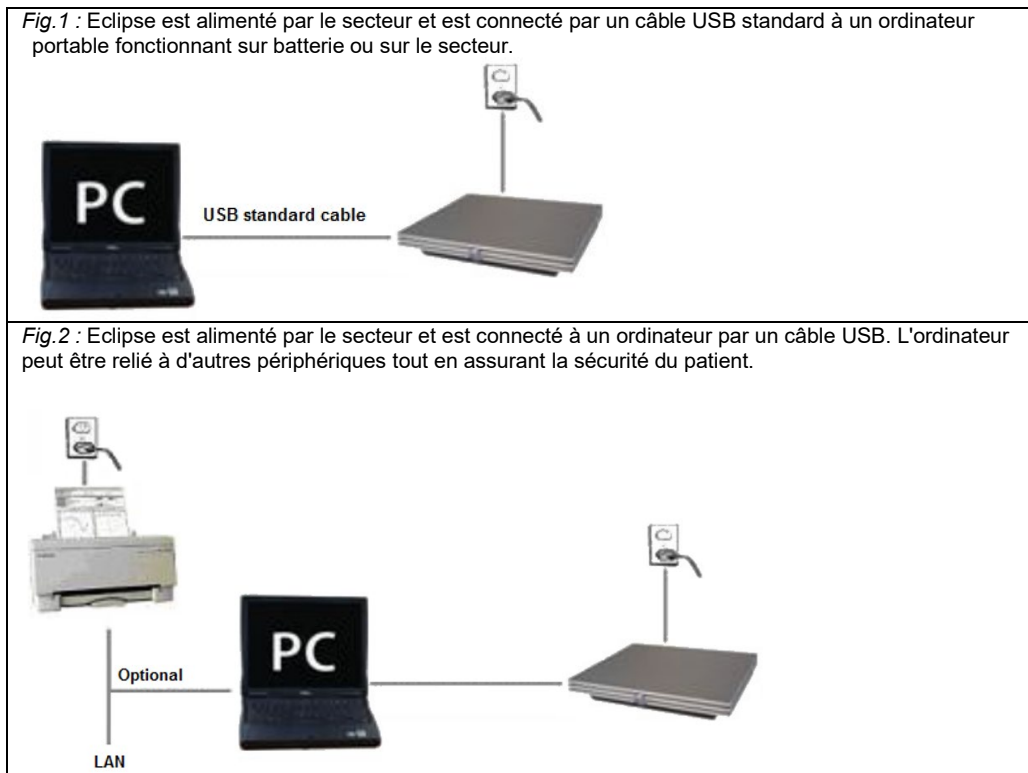 Fig.1 : Eclipse est alimenté par le secteur et est connecté par un câble USB standard à un ordinateur
portable fonctionnant sur batterie ou sur le secteur.
PC
USB standard cable
Fig.2 : Eclipse est alimenté par le secteur et est connecté à un ordinateur par un câble USB. L'ordinateur
peut être relié à d'autres périphériques tout en assurant la sécurité du patient.
PC
Optional
LAN